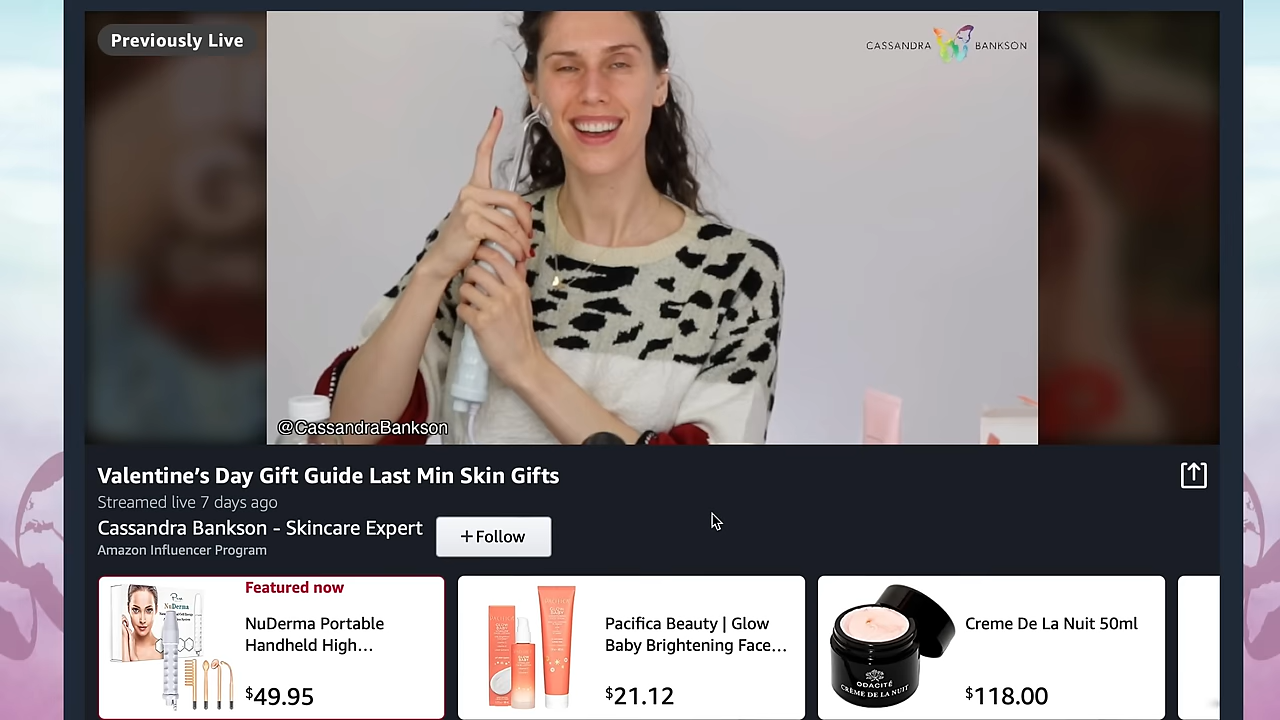 Previously Live
CASSANDRA BANKSON
@CassandraBankson
Valentine’s Day Gift Guide Last Min Skin Gifts
Streamed live 7 days ago
Cassandra Bankson - Skincare Expert
+Follow
Amazon Influencer Program
Featured now
NuDerma
NuDerma Portable
Handheld High...
$49.95
Pacifica Beauty | Glow
Baby Brightening Face...
$21.12
ODACITÉ
CRÈME DE LA NUIT
Creme De La Nuit 50ml
$118.00